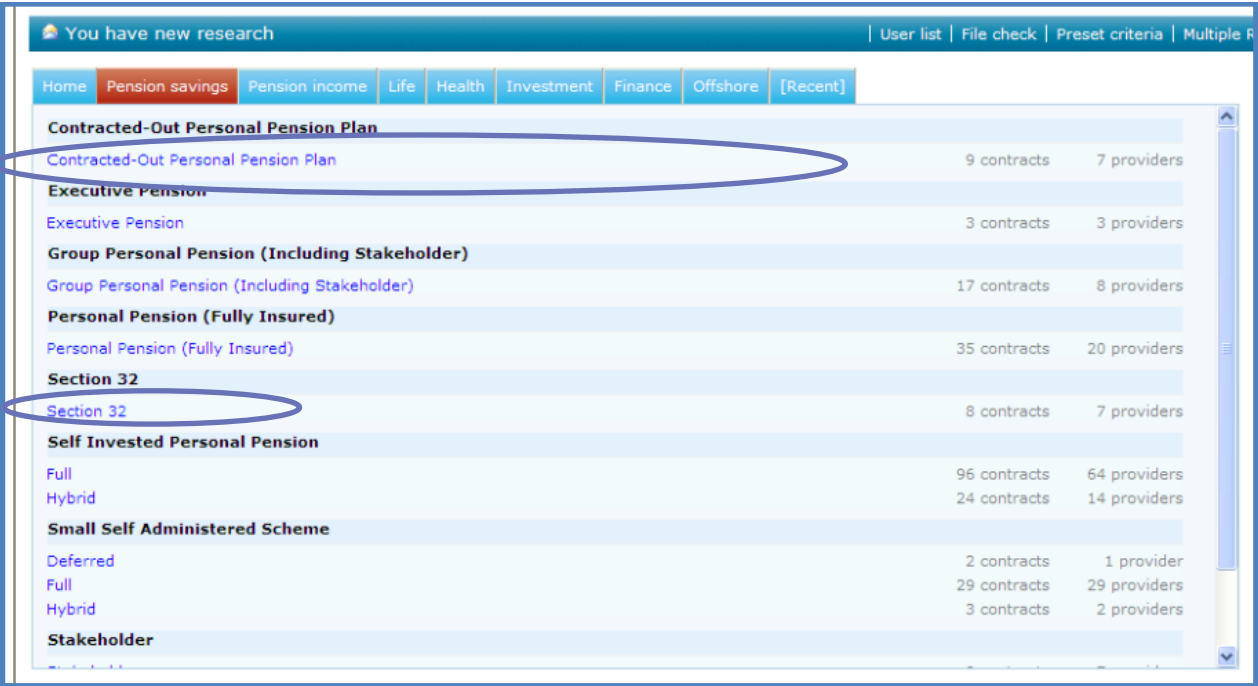 You have new research | User list | File check | Preset criteria | Multiple R
Home Pension savings Pension income Life Health Investment Finance Offshore [Recent]
Contracted-Out Personal Pension Plan
Contracted-Out Personal Pension Plan 9 contracts 7 providers
Executive Pension
Executive Pension 3 contracts 3 providers
Group Personal Pension (Including Stakeholder)
Group Personal Pension (Including Stakeholder) 17 contracts 8 providers
Personal Pension (Fully Insured)
Personal Pension (Fully Insured) 35 contracts 20 providers
Section 32
Section 32 8 contracts 7 providers
Self Invested Personal Pension
Full 96 contracts 64 providers
Hybrid 24 contracts 14 providers
Small Self Administered Scheme
Deferred 2 contracts 1 provider
Full 29 contracts 29 providers
Hybrid 3 contracts 2 providers
Stakeholder